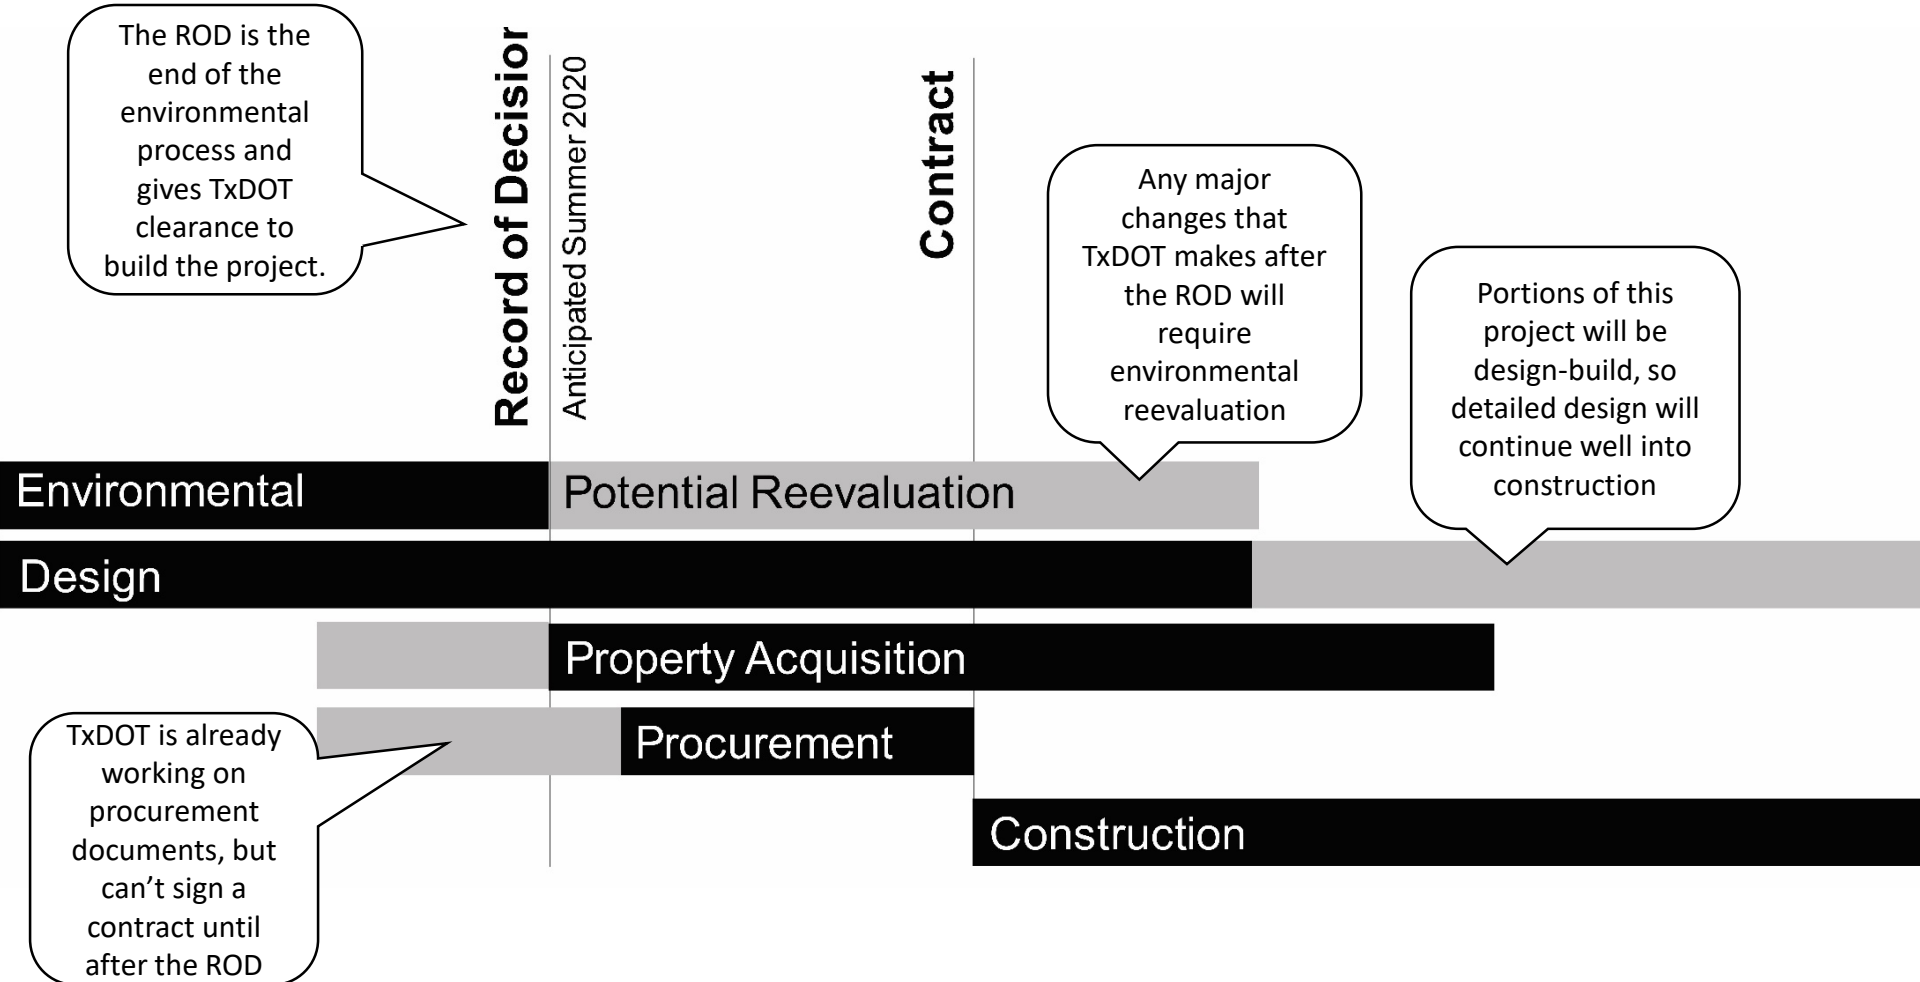 The ROD is the
end of the
environmental
process and
gives TxDOT
clearance to
build the project.
Record of Decision
Anticipated Summer 2020
Contract
Any major
changes that
TxDOT makes after
the ROD will
require
environmental
reevaluation
Portions of this
project will be
design-build, so
detailed design will
continue well into
construction
Environmental
Potential Reevaluation
Design
Property Acquisition
TxDOT is already
working on
procurement
documents, but
can’t sign a
contract until
after the ROD
Procurement
Construction